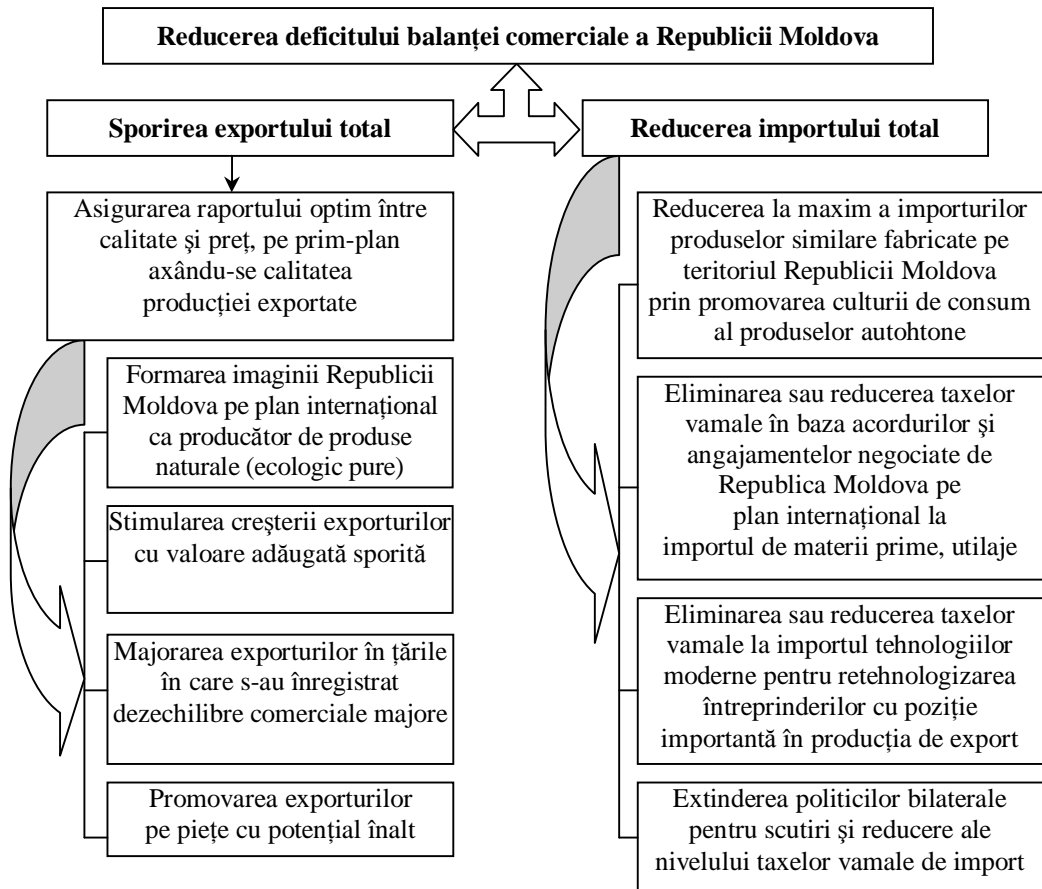 Reducerea deficitului balanței comerciale a Republicii Moldova
Sporirea exportului total
Reducerea importului total
Asigurarea raportului optim între
calitate şi preț, pe prim-plan
axându-se calitatea
producției exportate
Formarea imaginii Republicii
Moldova pe plan internațional
ca producător de produse
naturale (ecologic pure)
Stimularea creşterii exporturilor
cu valoare adăugată sporită
Majorarea exporturilor în țările
în care s-au înregistrat
dezechilibre comerciale majore
Promovarea exporturilor
pe piețe cu potențial înalt
Reducerea la maxim a importurilor
produselor similare fabricate pe
teritoriul Republicii Moldova
prin promovarea culturii de consum
al produselor autohtone
Eliminarea sau reducerea taxelor
vamale în baza acordurilor şi
angajamentelor negociate de
Republica Moldova pe
plan internațional la
importul de materii prime, utilaje
Eliminarea sau reducerea taxelor
vamale la importul tehnologiilor
moderne pentru retehnologizarea
întreprinderilor cu poziție
importantă în producția de export
Extinderea politicilor bilaterale
pentru scutiri şi reducere ale
nivelului taxelor vamale de import